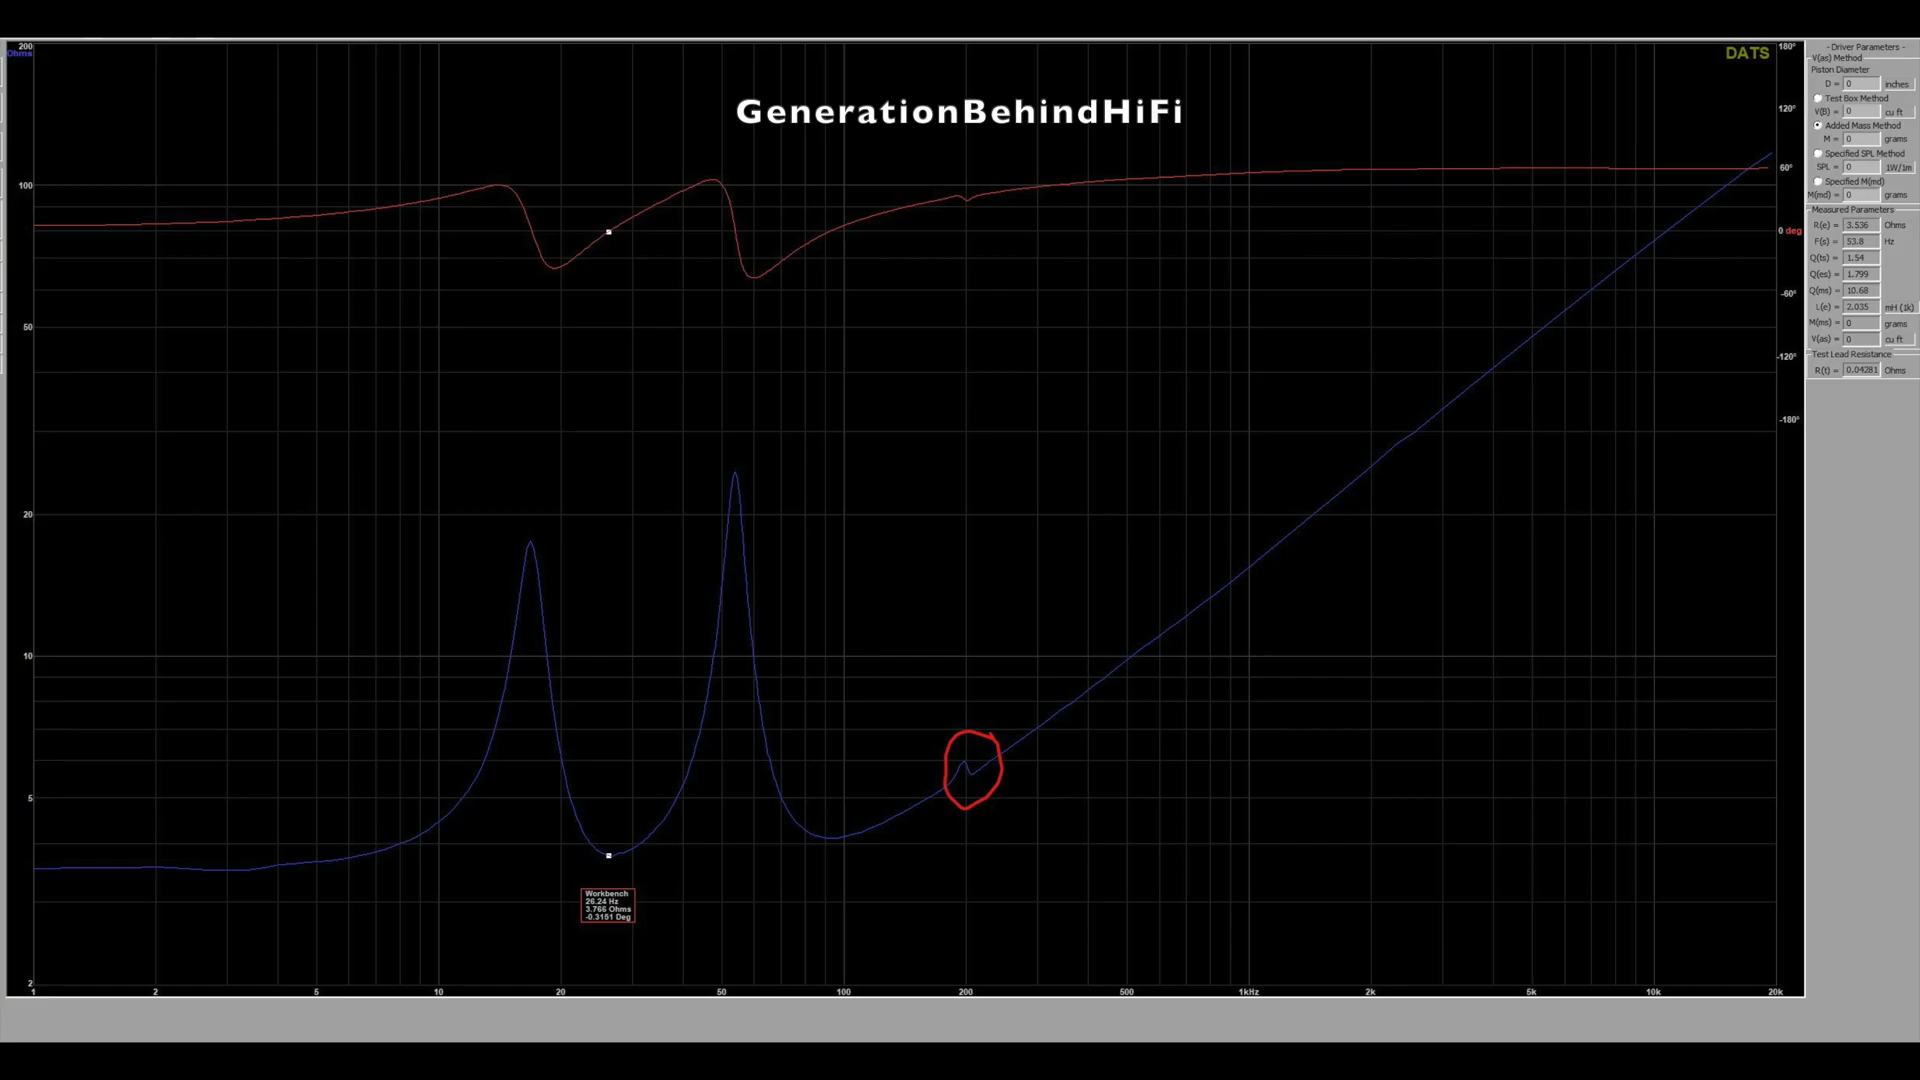 200
Ohms
180°
DATS
GenerationBehindHiFi
120°
100
60°
0 deg
-60°
50
-120°
-180°
20
10
5
2
Workbench
26.24 Hz
3.766 Ohms
-0.3151 Deg
1 2 5 10 20 50 100 200 500 1kHz 2k 5k 10k 20k
- Driver Parameters -
V(as) Method
Piston Diameter
D = 0 inches
Test Box Method
V(B) = 0 cu ft
Added Mass Method
M = 0 grams
Specified SPL Method
SPL = 0 1W/1m
Specified M(md)
M(md) = 0 grams
Measured Parameters
R(e) = 3.536 Ohms
F(s) = 53.8 Hz
Q(ts) = 1.54
Q(es) = 1.799
Q(ms) = 10.68
L(e) = 2.035 mH (1k)
M(ms) = 0 grams
V(as) = 0 cu ft
Test Lead Resistance
R(t) = 0.04281 Ohms